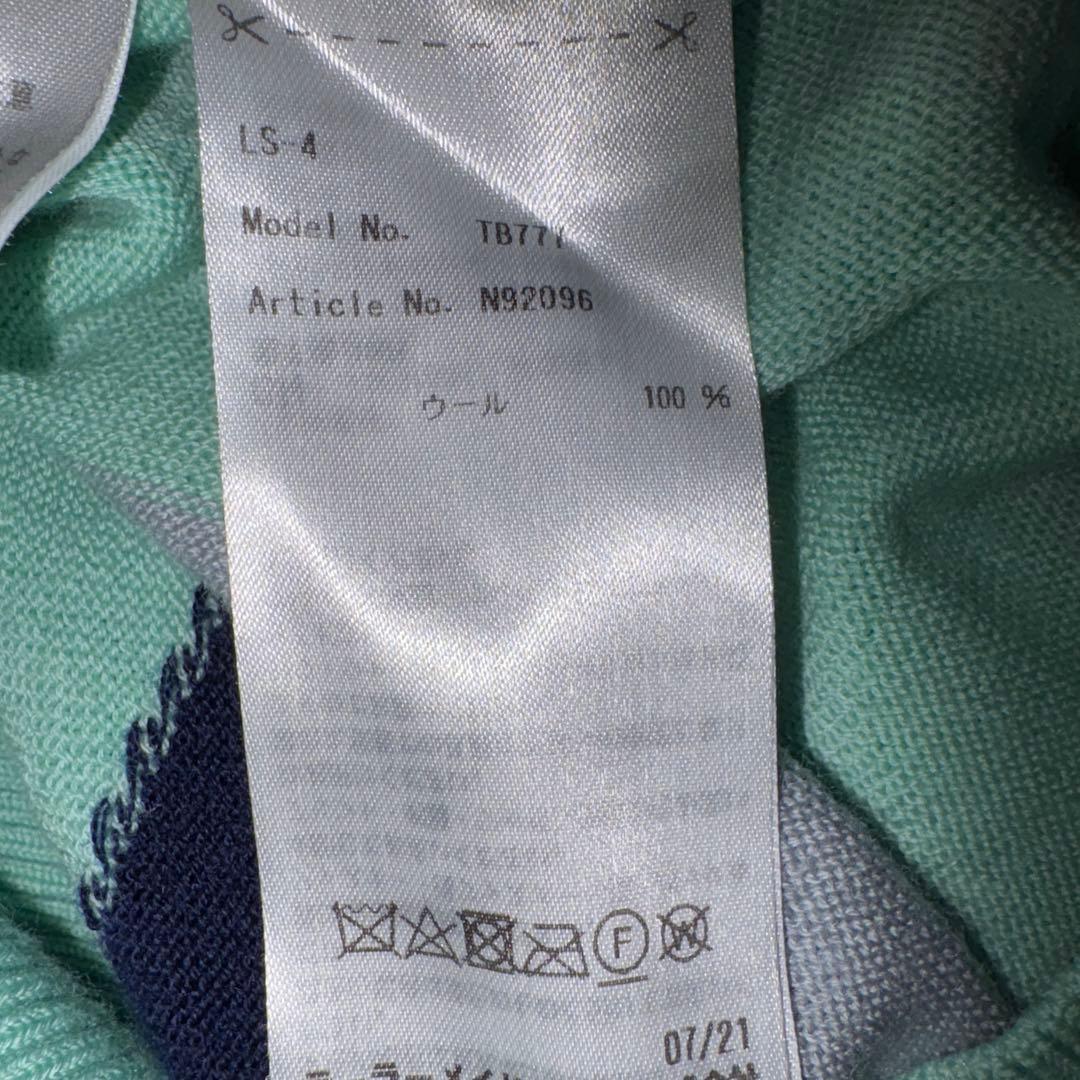 LS-4
Model No. TB771
Article No. N92096
ウール 100 %
F W
07/21